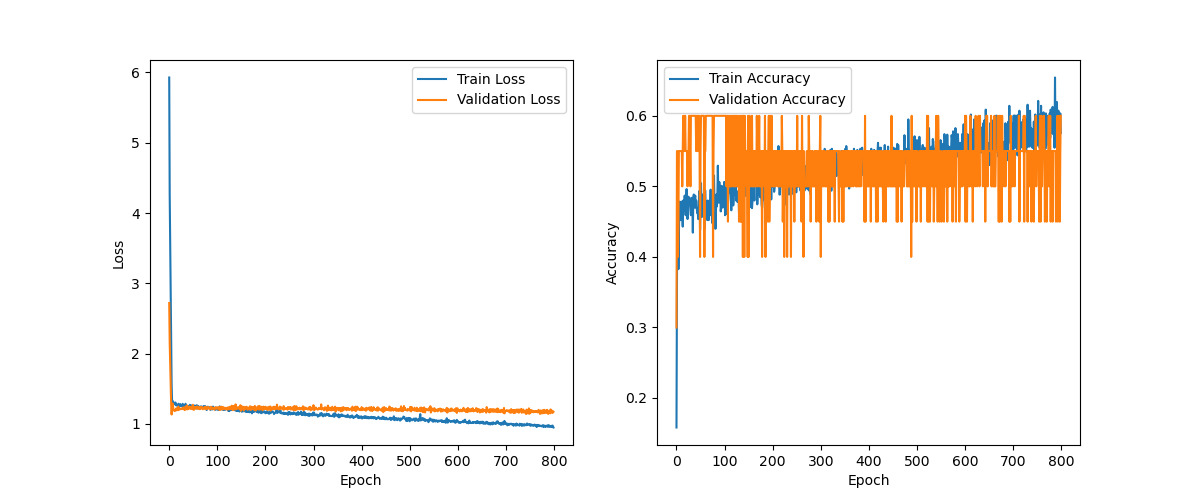 Train Loss
Validation Loss
6
5
4
3
2
1
Loss
0 100 200 300 400 500 600 700 800
Epoch
Train Accuracy
Validation Accuracy
0.6
0.5
0.4
0.3
0.2
Accuracy
0 100 200 300 400 500 600 700 800
Epoch